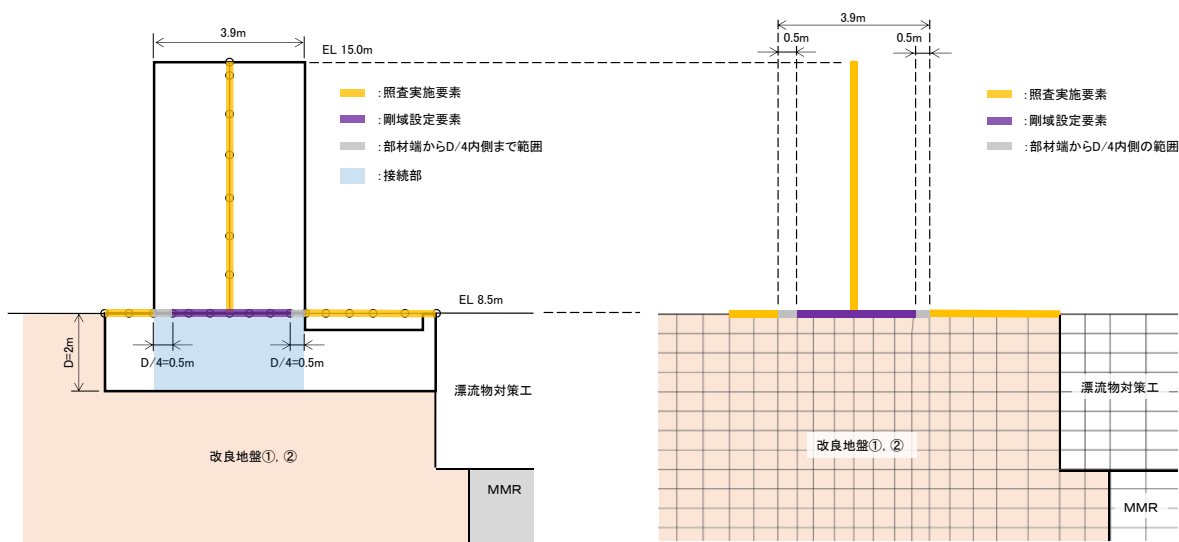 3.9m
EL 15.0m
:照査実施要素
:剛域設定要素
:部材端からD/4内側まで範囲
:接続部
EL 8.5m
D=2m
D/4=0.5m
D/4=0.5m
漂流物対策工
改良地盤①, ②
MMR
3.9m
0.5m
0.5m
:照査実施要素
:剛域設定要素
:部材端からD/4内側の範囲
漂流物対策工
改良地盤①, ②
MMR